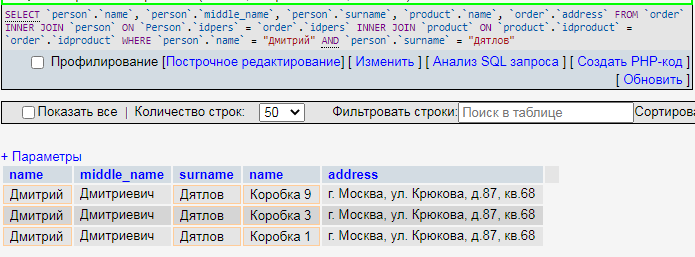 SELECT `person`.`name`, `person`.`middle_name`, `person`.`surname`, `product`.`name`, `order`.`address` FROM `order`
INNER JOIN `person` ON `Person`.`idpers` = `order`.`idpers` INNER JOIN `product` ON `product`.`idproduct` =
`order`.`idproduct` WHERE `person`.`name` = "Дмитрий" AND `person`.`surname` = "Дятлов"
Профилирование [Построчное редактирование] [ Изменить ] [ Анализ SQL запроса ] [ Создать PHP-код ]
[ Обновить ]
Показать все | Количество строк: 50 Фильтровать строки: Поиск в таблице Сортирова
+ Параметры
name middle_name surname name address
Дмитрий Дмитриевич Дятлов Коробка 9 г. Москва, ул. Крюкова, д.87, кв.68
Дмитрий Дмитриевич Дятлов Коробка 3 г. Москва, ул. Крюкова, д.87, кв.68
Дмитрий Дмитриевич Дятлов Коробка 1 г. Москва, ул. Крюкова, д.87, кв.68